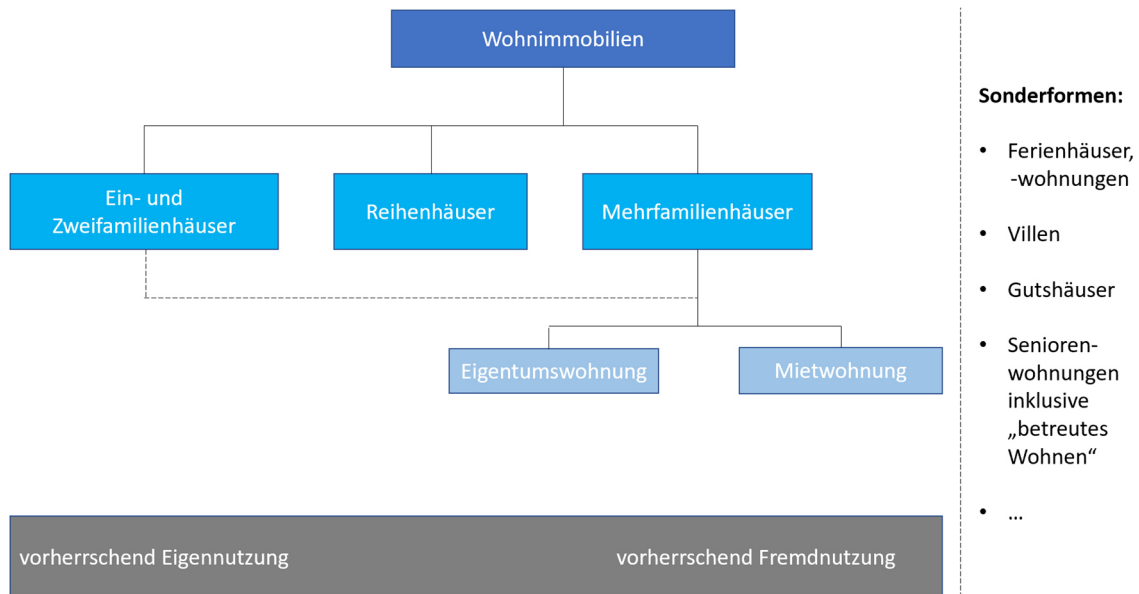 Wohnimmobilien
Ein- und
Zweifamilienhäuser
Reihenhäuser
Mehrfamilienhäuser
Eigentumswohnung
Mietwohnung
vorherrschend Eigennutzung
vorherrschend Fremdnutzung
Sonderformen:
• Ferienhäuser,
-wohnungen
• Villen
• Gutshäuser
• Senioren-
wohnungen
inklusive
„betreutes
Wohnen“
• ...